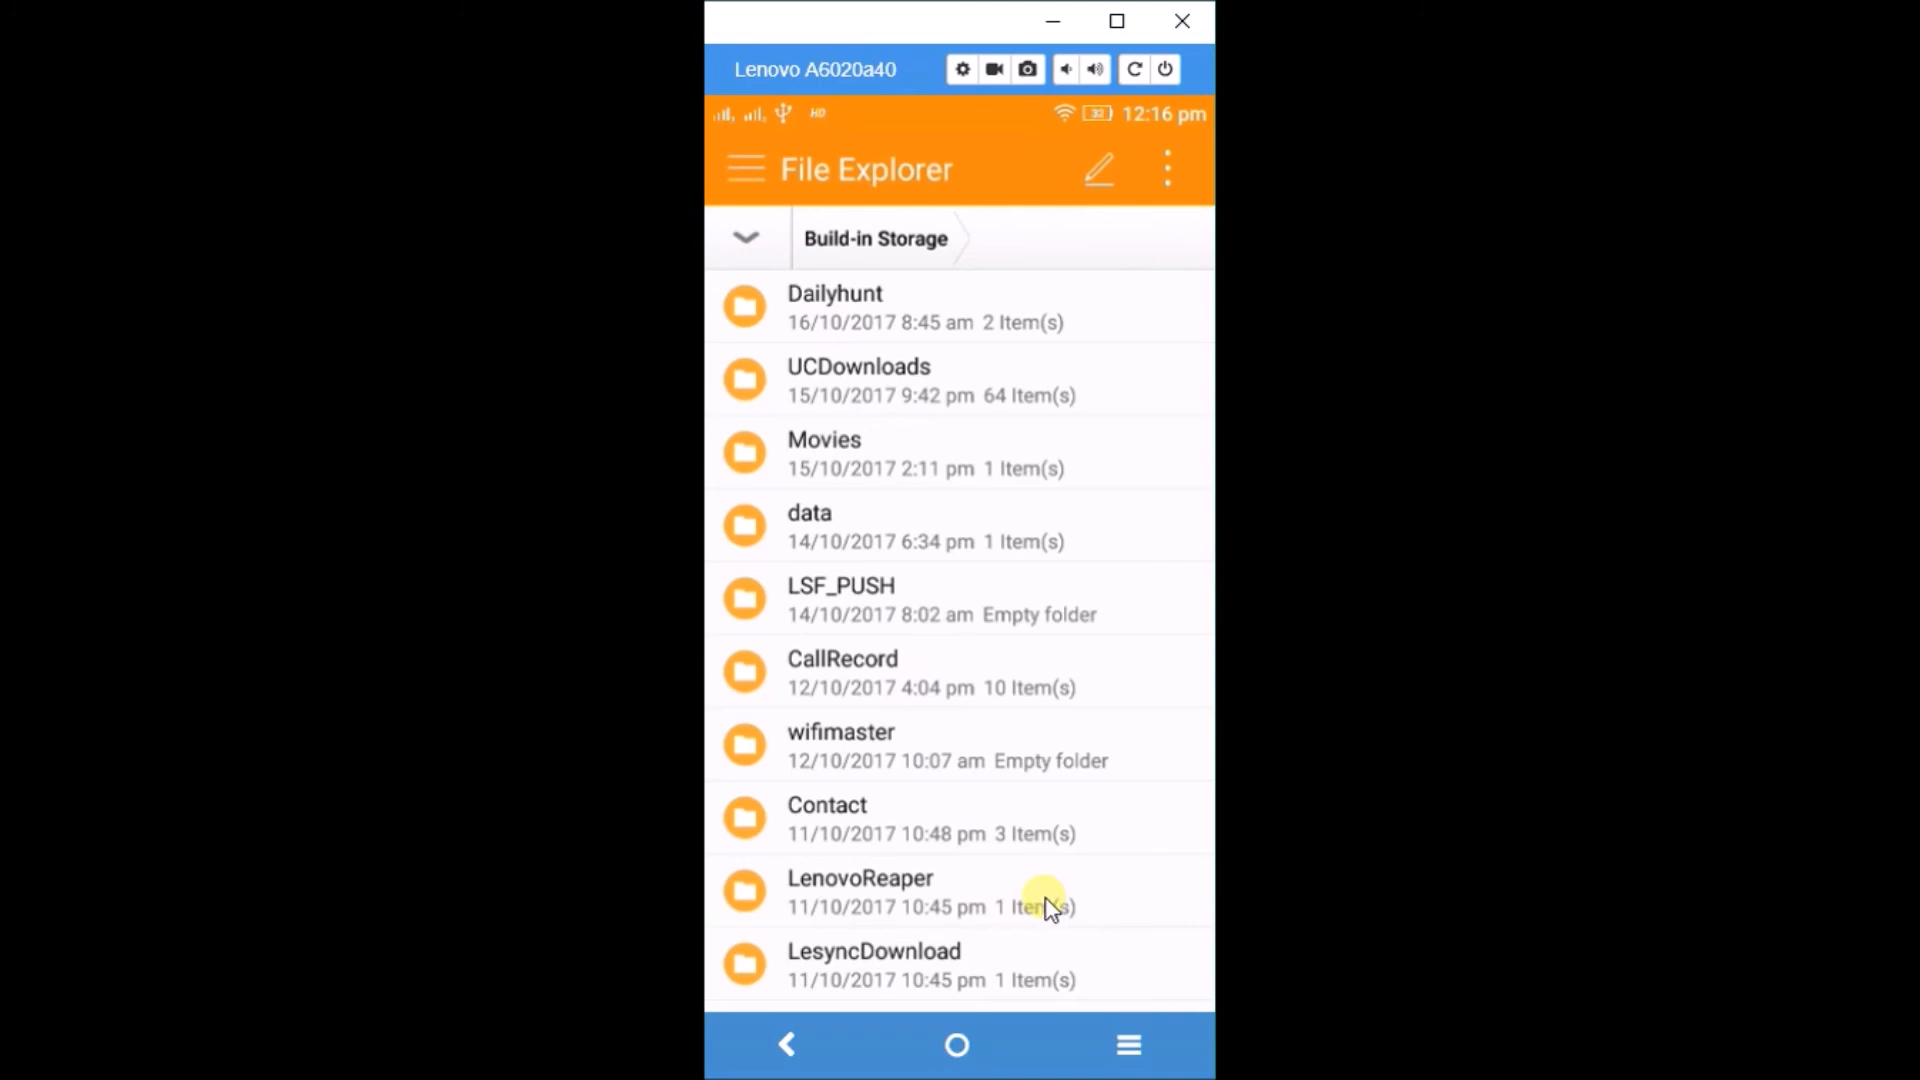 Lenovo A6020a40
HD 33 12:16 pm
File Explorer
Build-in Storage
Dailyhunt
16/10/2017 8:45 am 2 Item(s)
UCDownloads
15/10/2017 9:42 pm 64 Item(s)
Movies
15/10/2017 2:11 pm 1 Item(s)
data
14/10/2017 6:34 pm 1 Item(s)
LSF_PUSH
14/10/2017 8:02 am Empty folder
CallRecord
12/10/2017 4:04 pm 10 Item(s)
wifimaster
12/10/2017 10:07 am Empty folder
Contact
11/10/2017 10:48 pm 3 Item(s)
LenovoReaper
11/10/2017 10:45 pm 1 Item(s)
LesyncDownload
11/10/2017 10:45 pm 1 Item(s)